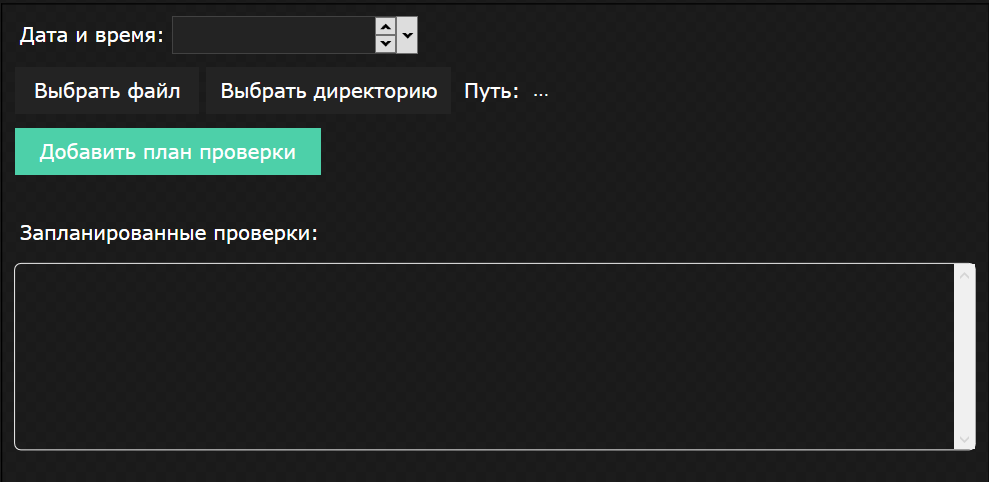 Дата и время:
Выбрать файл Выбрать директорию Путь: ...
Добавить план проверки
Запланированные проверки: